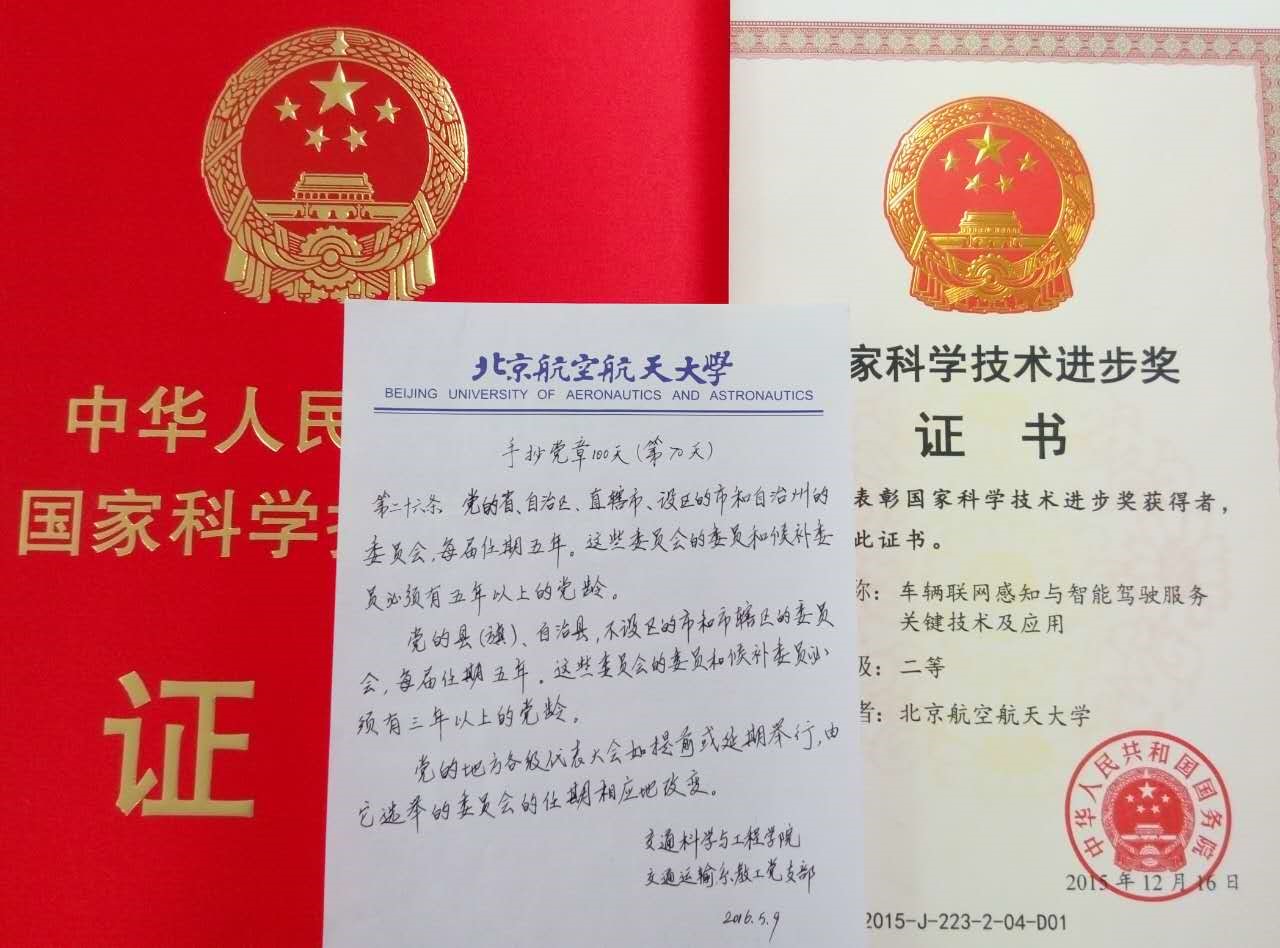 中华人民
国家科学技
证
北京航空航天大学
BEIJING UNIVERSITY OF AERONAUTICS AND ASTRONAUTICS
手抄党章100天(第70天)
第二十六条 党的省、自治区、直辖市、设区的市和自治州的
委员会,每届任期五年。这些委员会的委员和候补委
员必须有五年以上的党龄。
党的县(旗)、自治县,不设区的市和市辖区的委员
会,每届任期五年。这些委员会的委员和候补委员必
须有三年以上的党龄。
党的地方各级代表大会如提前或延期举行,由
它选举的委员会的任期相应地改变。
交通科学与工程学院
交通运输系教工党支部
2016.5.9
家科学技术进步奖
证 书
表彰国家科学技术进步奖获得者,
此证书。
称:车辆联网感知与智能驾驶服务
关键技术及应用
级:二等
者:北京航空航天大学
中华人民共和国国务院
2015年12月16日
2015-J-223-2-04-D01